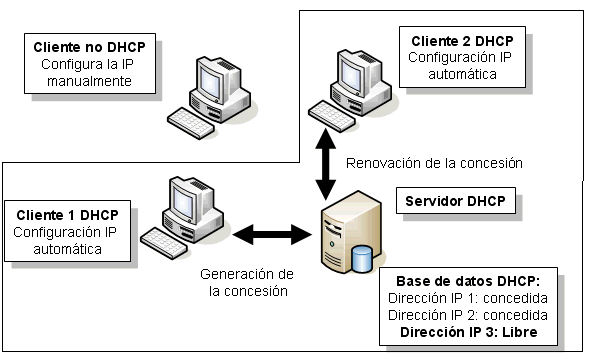 Cliente no DHCP
Configura la IP
manualmente
Cliente 2 DHCP
Configuración IP
automática
Renovación de la concesión
Cliente 1 DHCP
Configuración IP
automática
Servidor DHCP
Generación de
la concesión
Base de datos DHCP:
Dirección IP 1: concedida
Dirección IP 2: concedida
Dirección IP 3: Libre